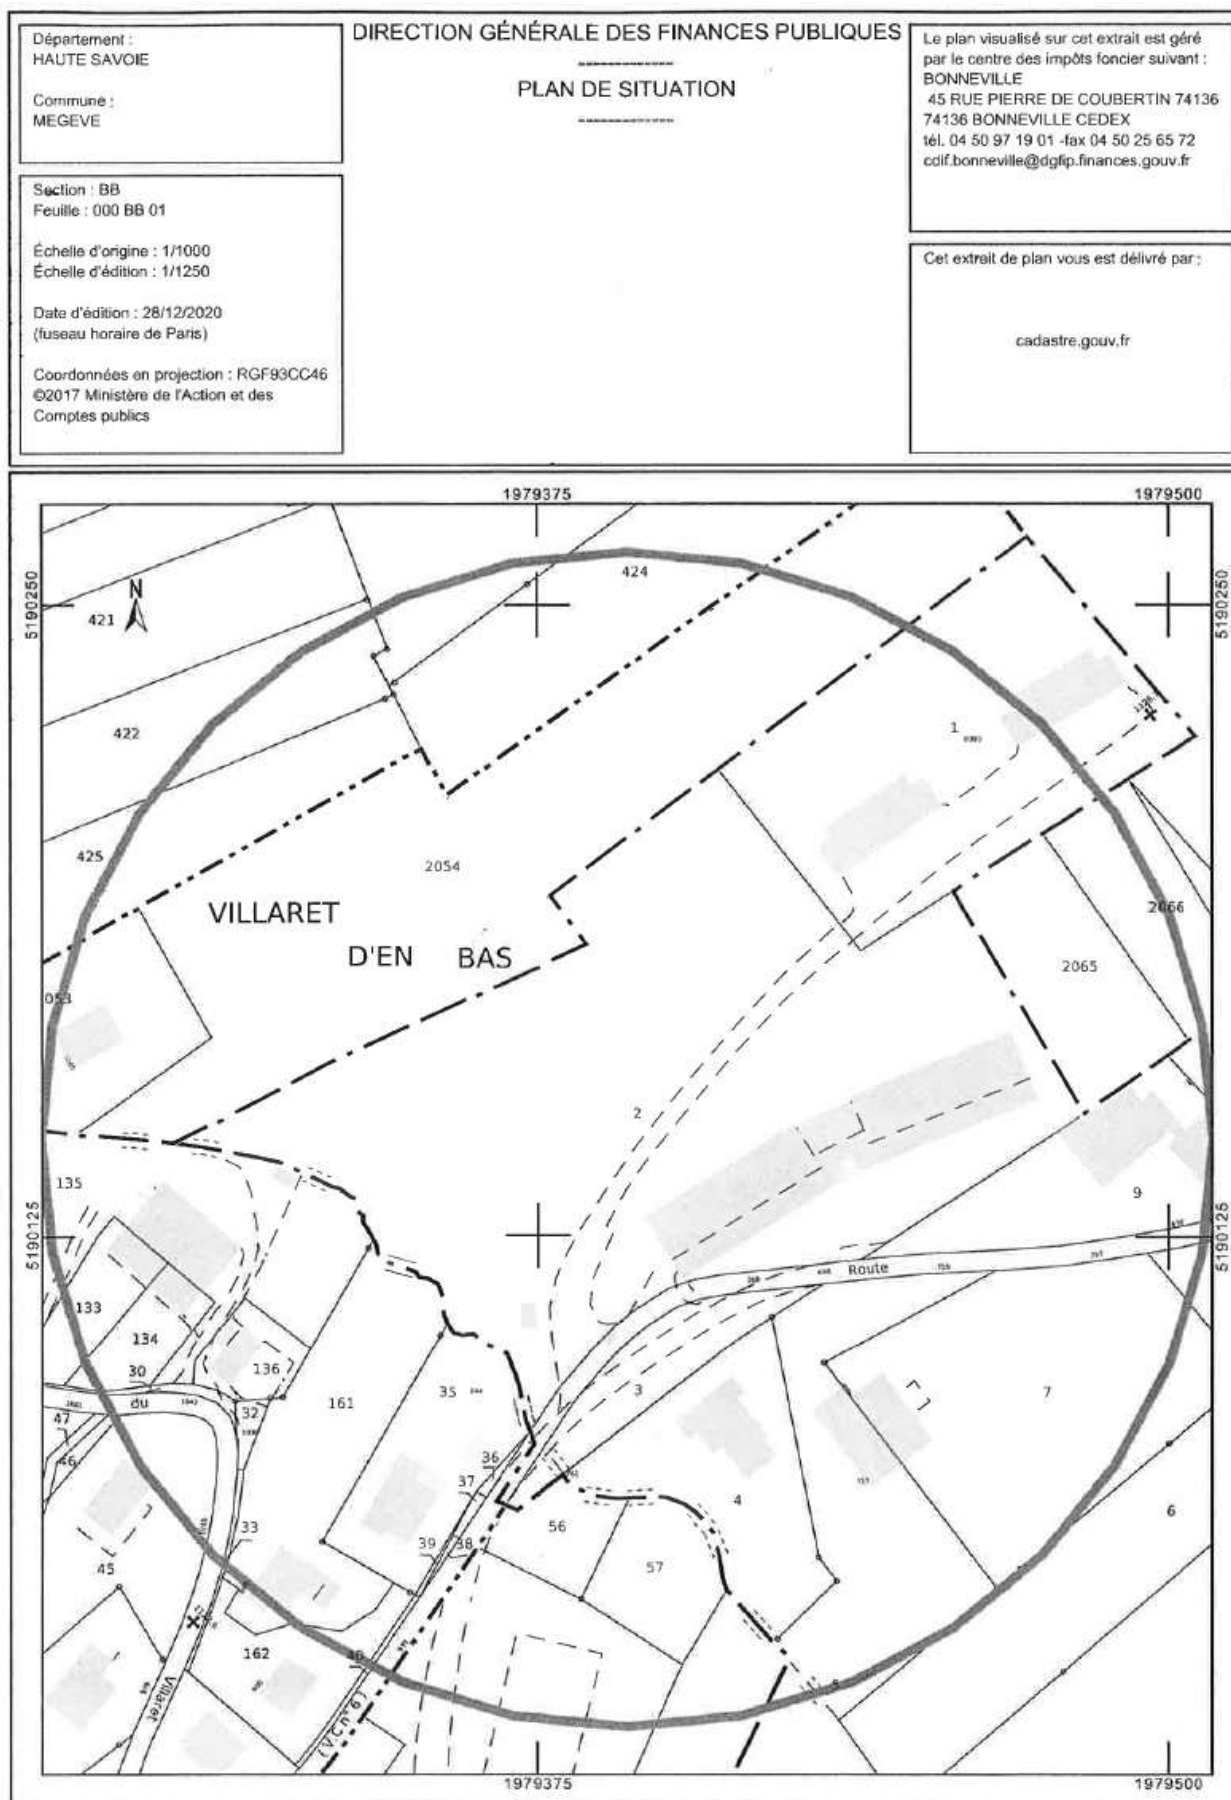 Département :
HAUTE SAVOIE
Commune :
MEGEVE
Section : BB
Feuille : 000 BB 01
Échelle d'origine : 1/1000
Échelle d'édition : 1/1250
Date d'édition : 28/12/2020
(fuseau horaire de Paris)
Coordonnées en projection : RGF93CC46
©2017 Ministère de l'Action et des
Comptes publics
DIRECTION GÉNÉRALE DES FINANCES PUBLIQUES
PLAN DE SITUATION
Le plan visualisé sur cet extrait est géré
par le centre des impôts foncier suivant :
BONNEVILLE
45 RUE PIERRE DE COUBERTIN 74136
74136 BONNEVILLE CEDEX
tél. 04 50 97 19 01 -fax 04 50 25 65 72
cdif.bonneville@dgfip.finances.gouv.fr
Cet extrait de plan vous est délivré par :
cadastre.gouv.fr
1979375
1979500
5190250
5190250
424
N
421
422
1
425
2054
VILLARET
D'EN BAS
2066
2065
053
2
135
9
5190125
5190125
Route
133
134
30
136
35
3
7
161
du
32
47
46
36
37
4
6
56
33
39
38
45
57
162
40
Villaret
(V.C n°6)
1979375
1979500